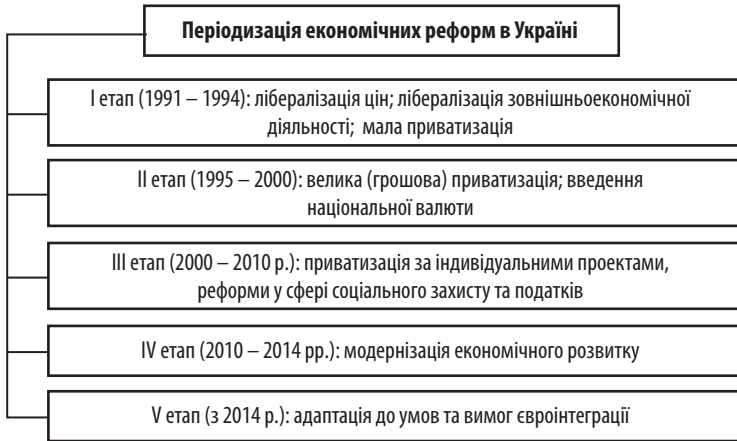 Періодизація економічних реформ в Україні
І етап (1991 – 1994): лібералізація цін; лібералізація зовнішньоекономічної
діяльності; мала приватизація
ІІ етап (1995 – 2000): велика (грошова) приватизація; введення
національної валюти
ІІІ етап (2000 – 2010 р.): приватизація за індивідуальними проектами,
реформи у сфері соціального захисту та податків
IV етап (2010 – 2014 рр.): модернізація економічного розвитку
V етап (з 2014 р.): адаптація до умов та вимог євроінтеграції